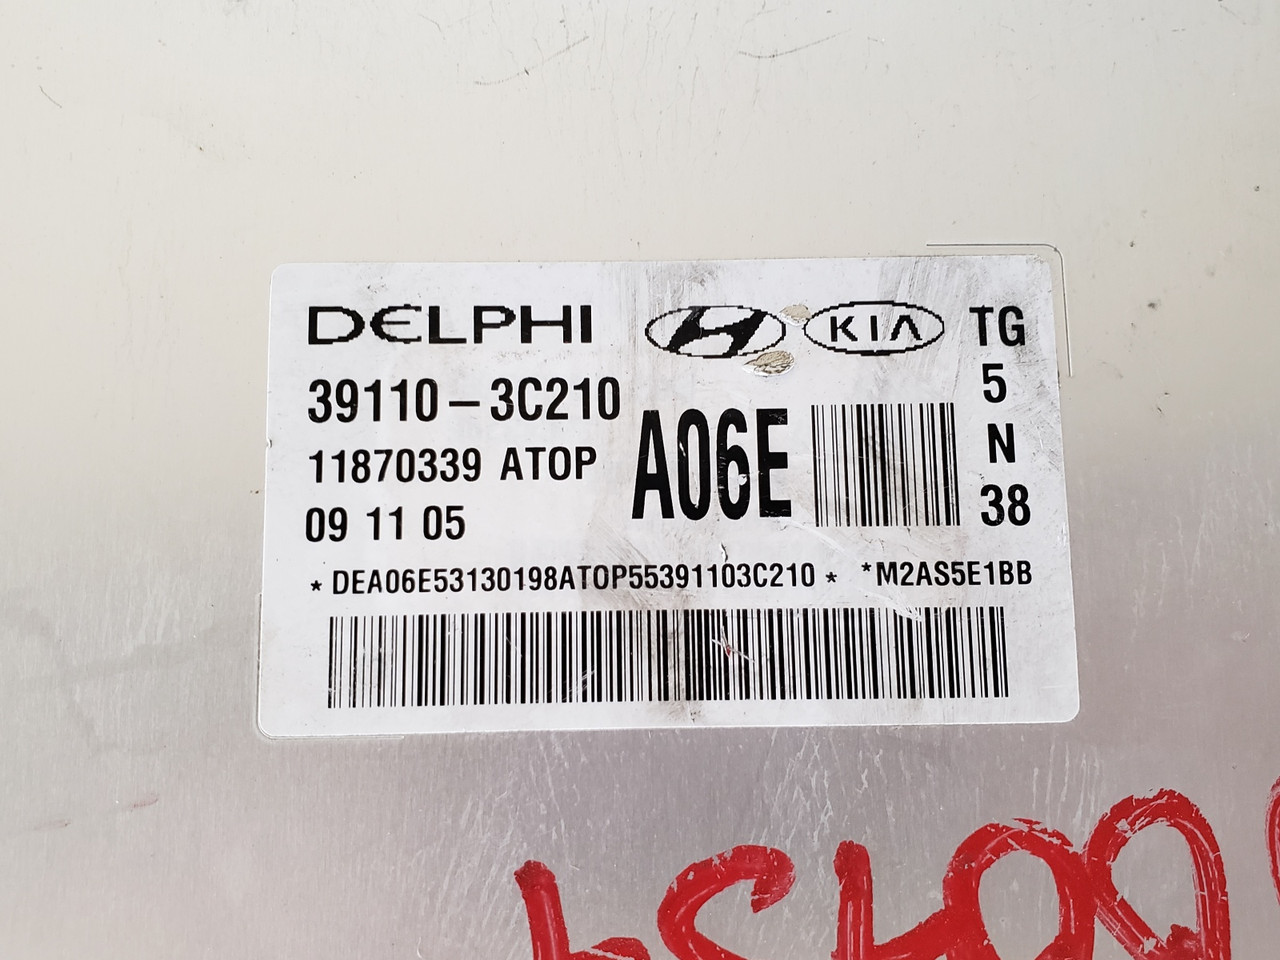 DELPHI KIA TG
39110-3C210 5
11870339 ATOP A06E N
09 11 05 38
*DEA06E53130198ATOP55391103C210* *M2AS5E1BB